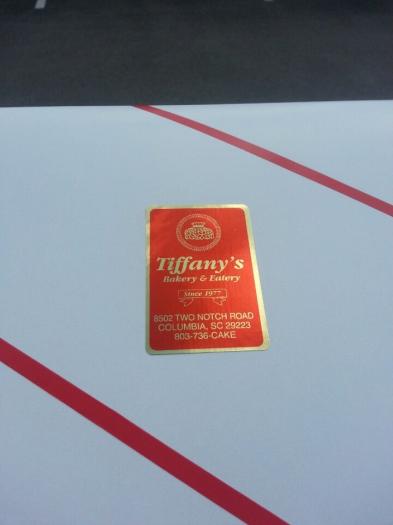 Tiffany's
Bakery & Eatery
Since 1977
8502 TWO NOTCH ROAD
COLUMBIA, SC 29223
803-736-CAKE